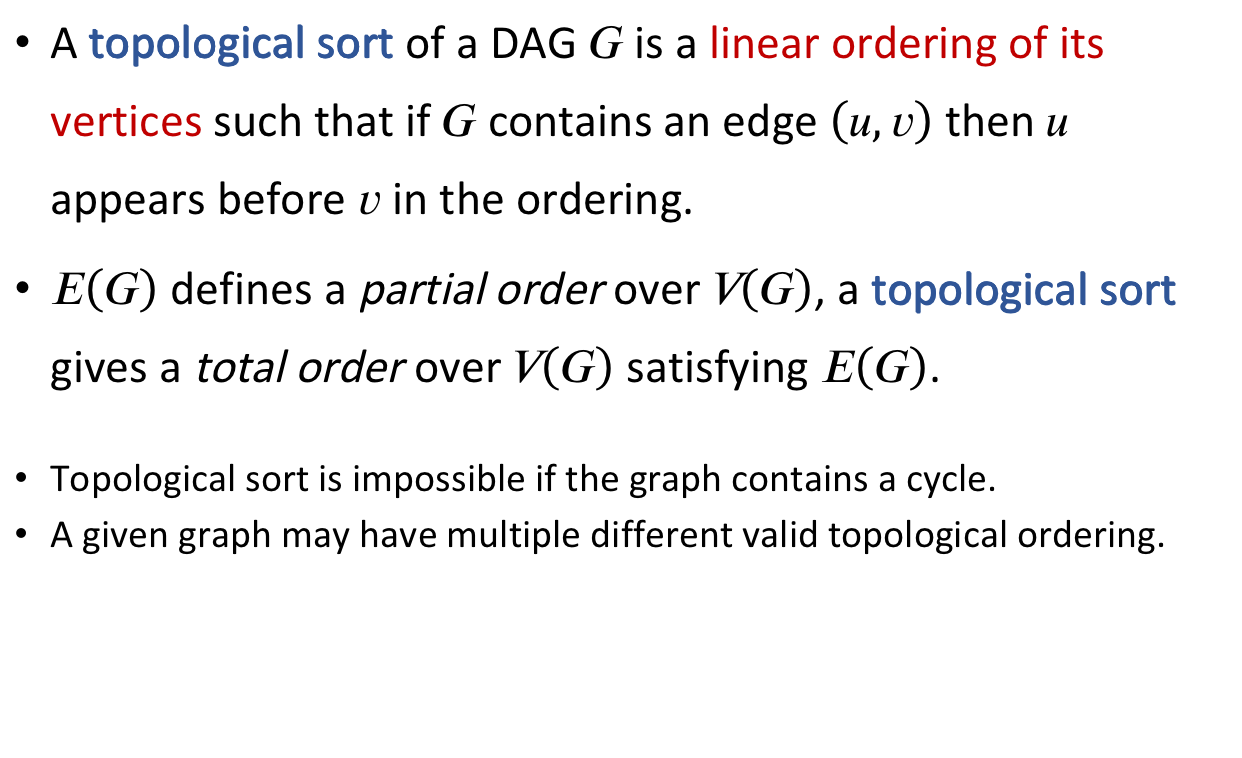 • A topological sort of a DAG G is a linear ordering of its
vertices such that if G contains an edge (u, v) then u
appears before v in the ordering.
• E(G) defines a partial order over V(G), a topological sort
gives a total order over V(G) satisfying E(G).
• Topological sort is impossible if the graph contains a cycle.
• A given graph may have multiple different valid topological ordering.